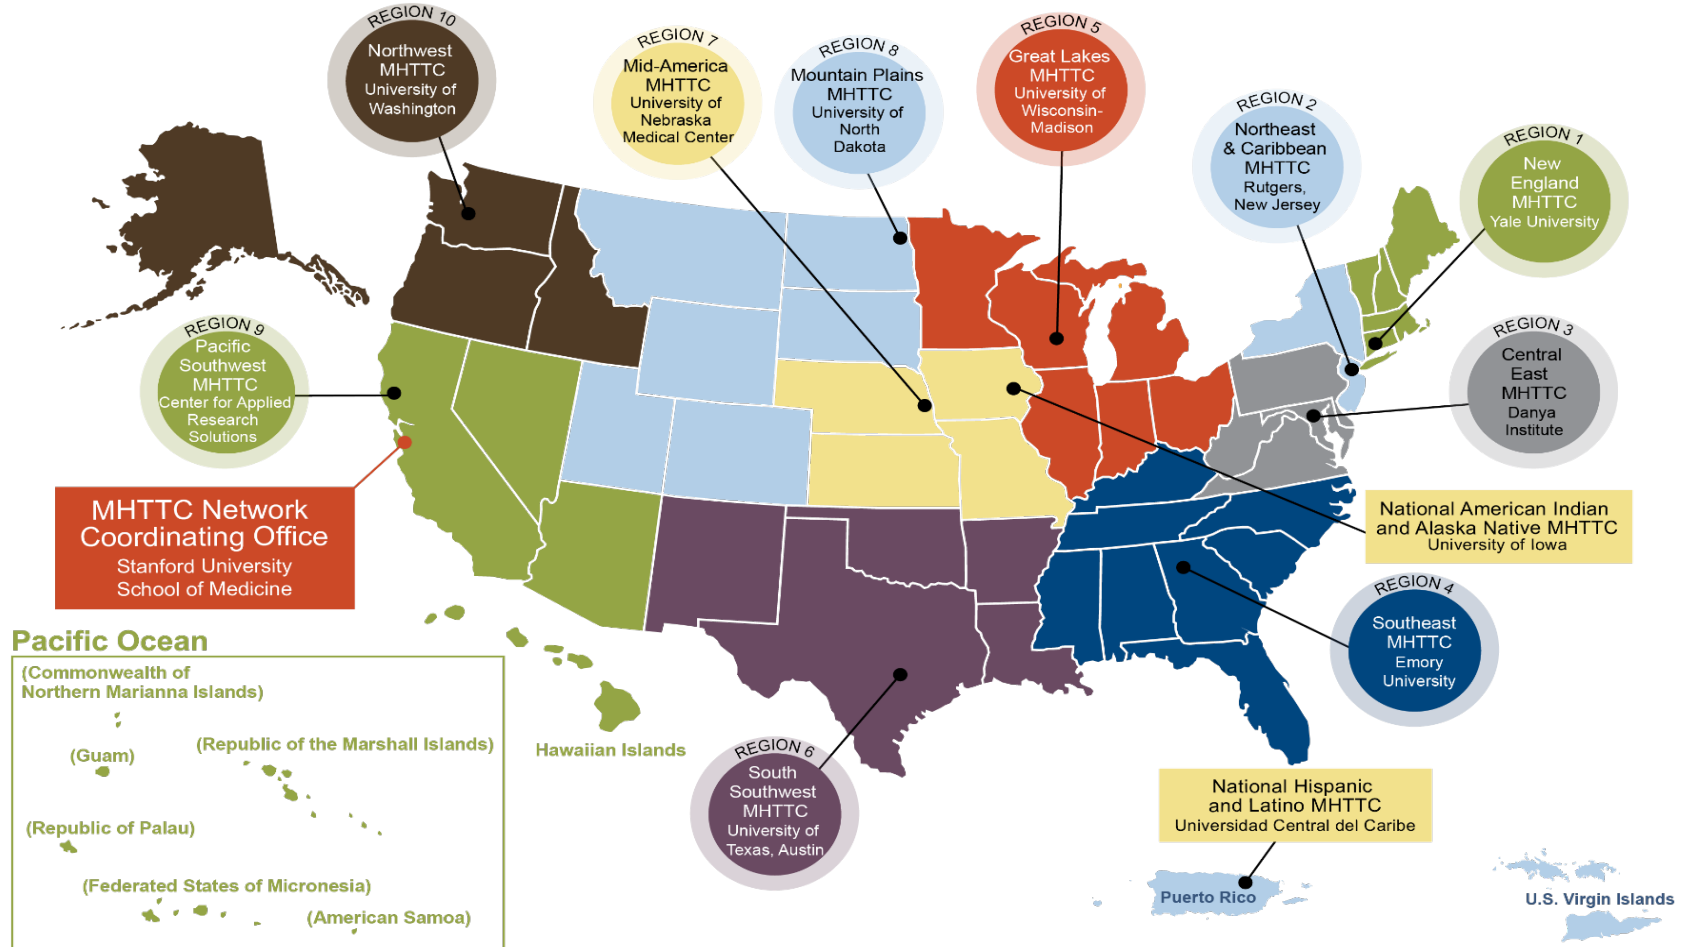 REGION 10
Northwest
MHTTC
University of
Washington
REGION 7
Mid-America
MHTTC
University of
Nebraska
Medical Center
REGION 8
Mountain Plains
MHTTC
University of
North
Dakota
REGION 5
Great Lakes
MHTTC
University of
Wisconsin-
Madison
REGION 2
Northeast
& Caribbean
MHTTC
Rutgers,
New Jersey
REGION 1
New
England
MHTTC
Yale University
REGION 9
Pacific
Southwest
MHTTC
Center for Applied
Research
Solutions
REGION 3
Central
East
MHTTC
Danya
Institute
MHTTC Network
Coordinating Office
Stanford University
School of Medicine
National American Indian
and Alaska Native MHTTC
University of Iowa
REGION 4
Southeast
MHTTC
Emory
University
Pacific Ocean
(Commonwealth of
Northern Marianna Islands)
(Guam)
(Republic of the Marshall Islands)
(Republic of Palau)
(Federated States of Micronesia)
(American Samoa)
Hawaiian Islands
REGION 6
South
Southwest
MHTTC
University of
Texas, Austin
National Hispanic
and Latino MHTTC
Universidad Central del Caribe
Puerto Rico
U.S. Virgin Islands